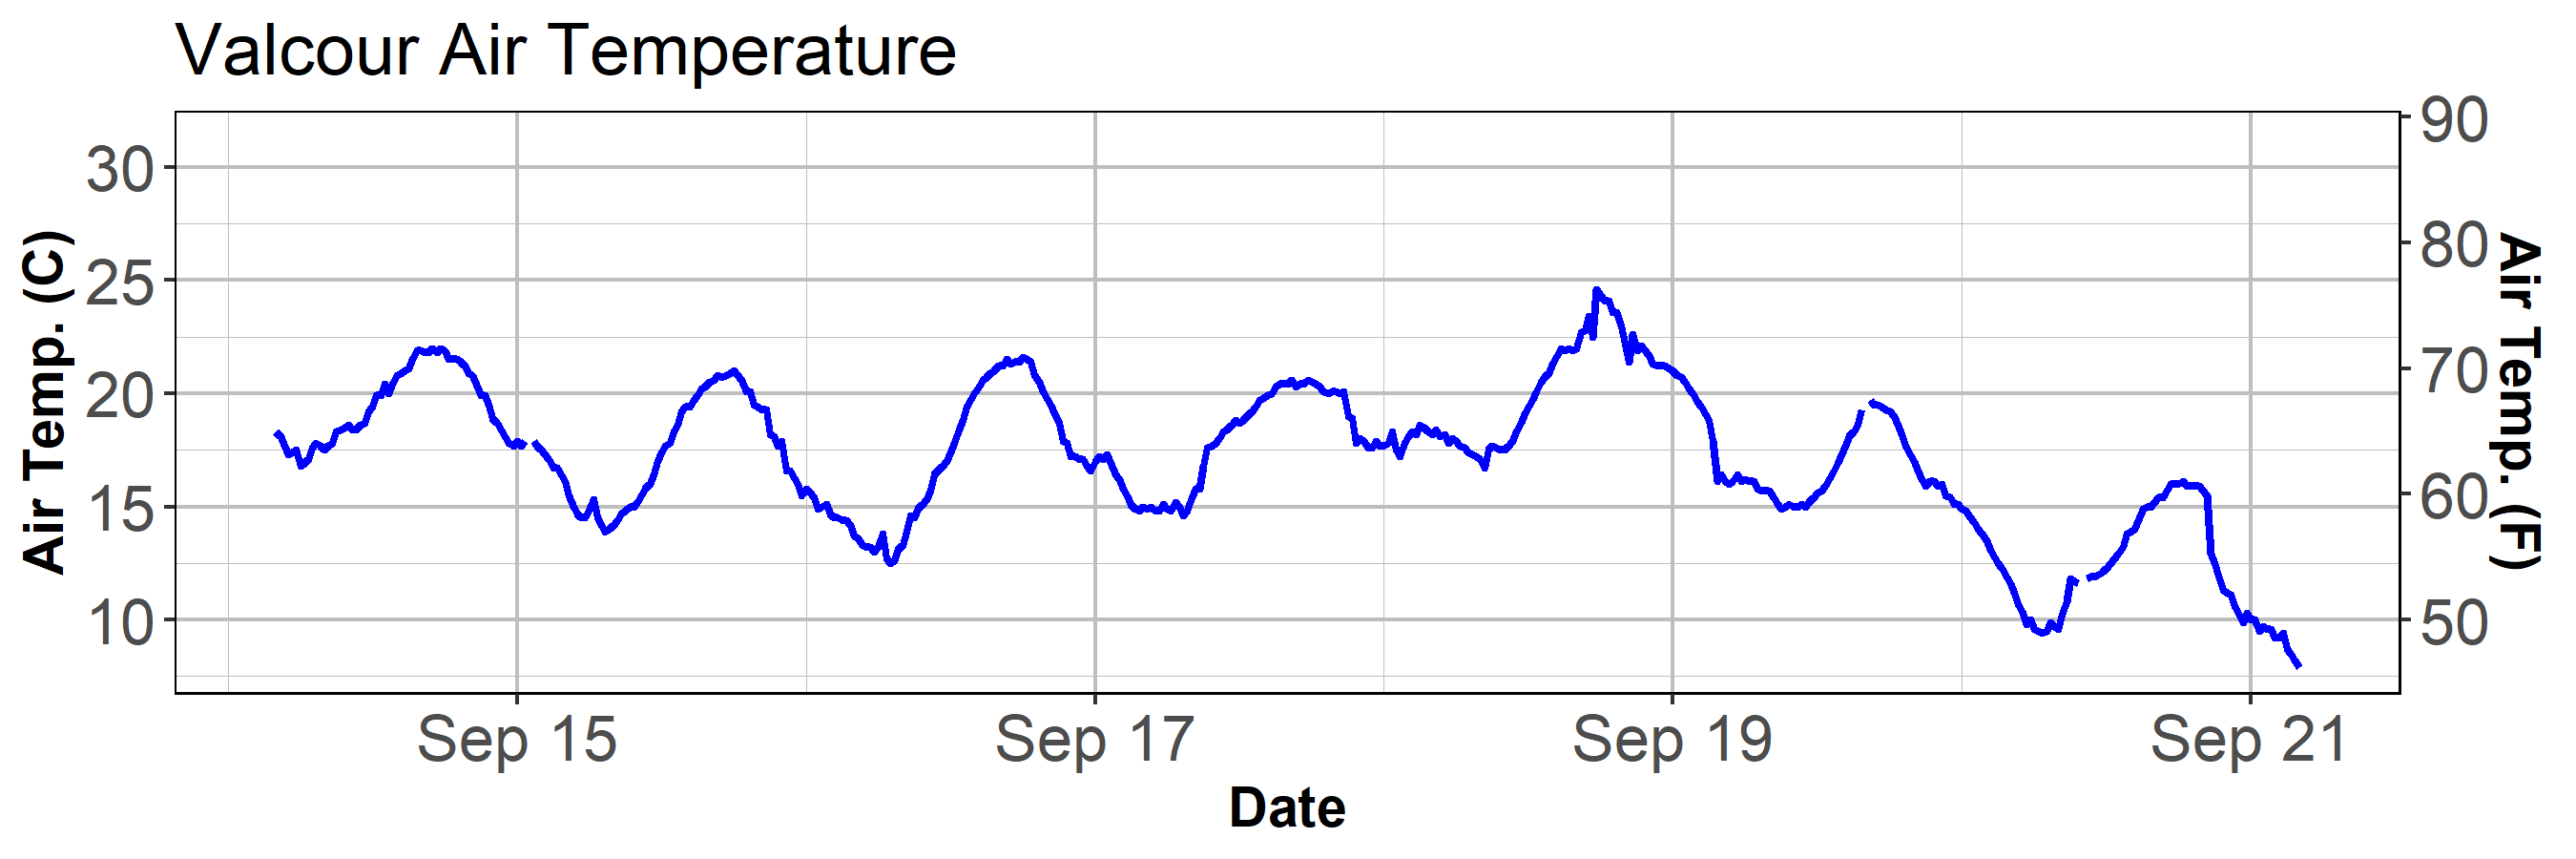 Valcour Air Temperature
Air Temp. (C)
30
25
20
15
10
90
80
70
60
50
Air Temp. (F)
Sep 15
Sep 17
Sep 19
Sep 21
Date